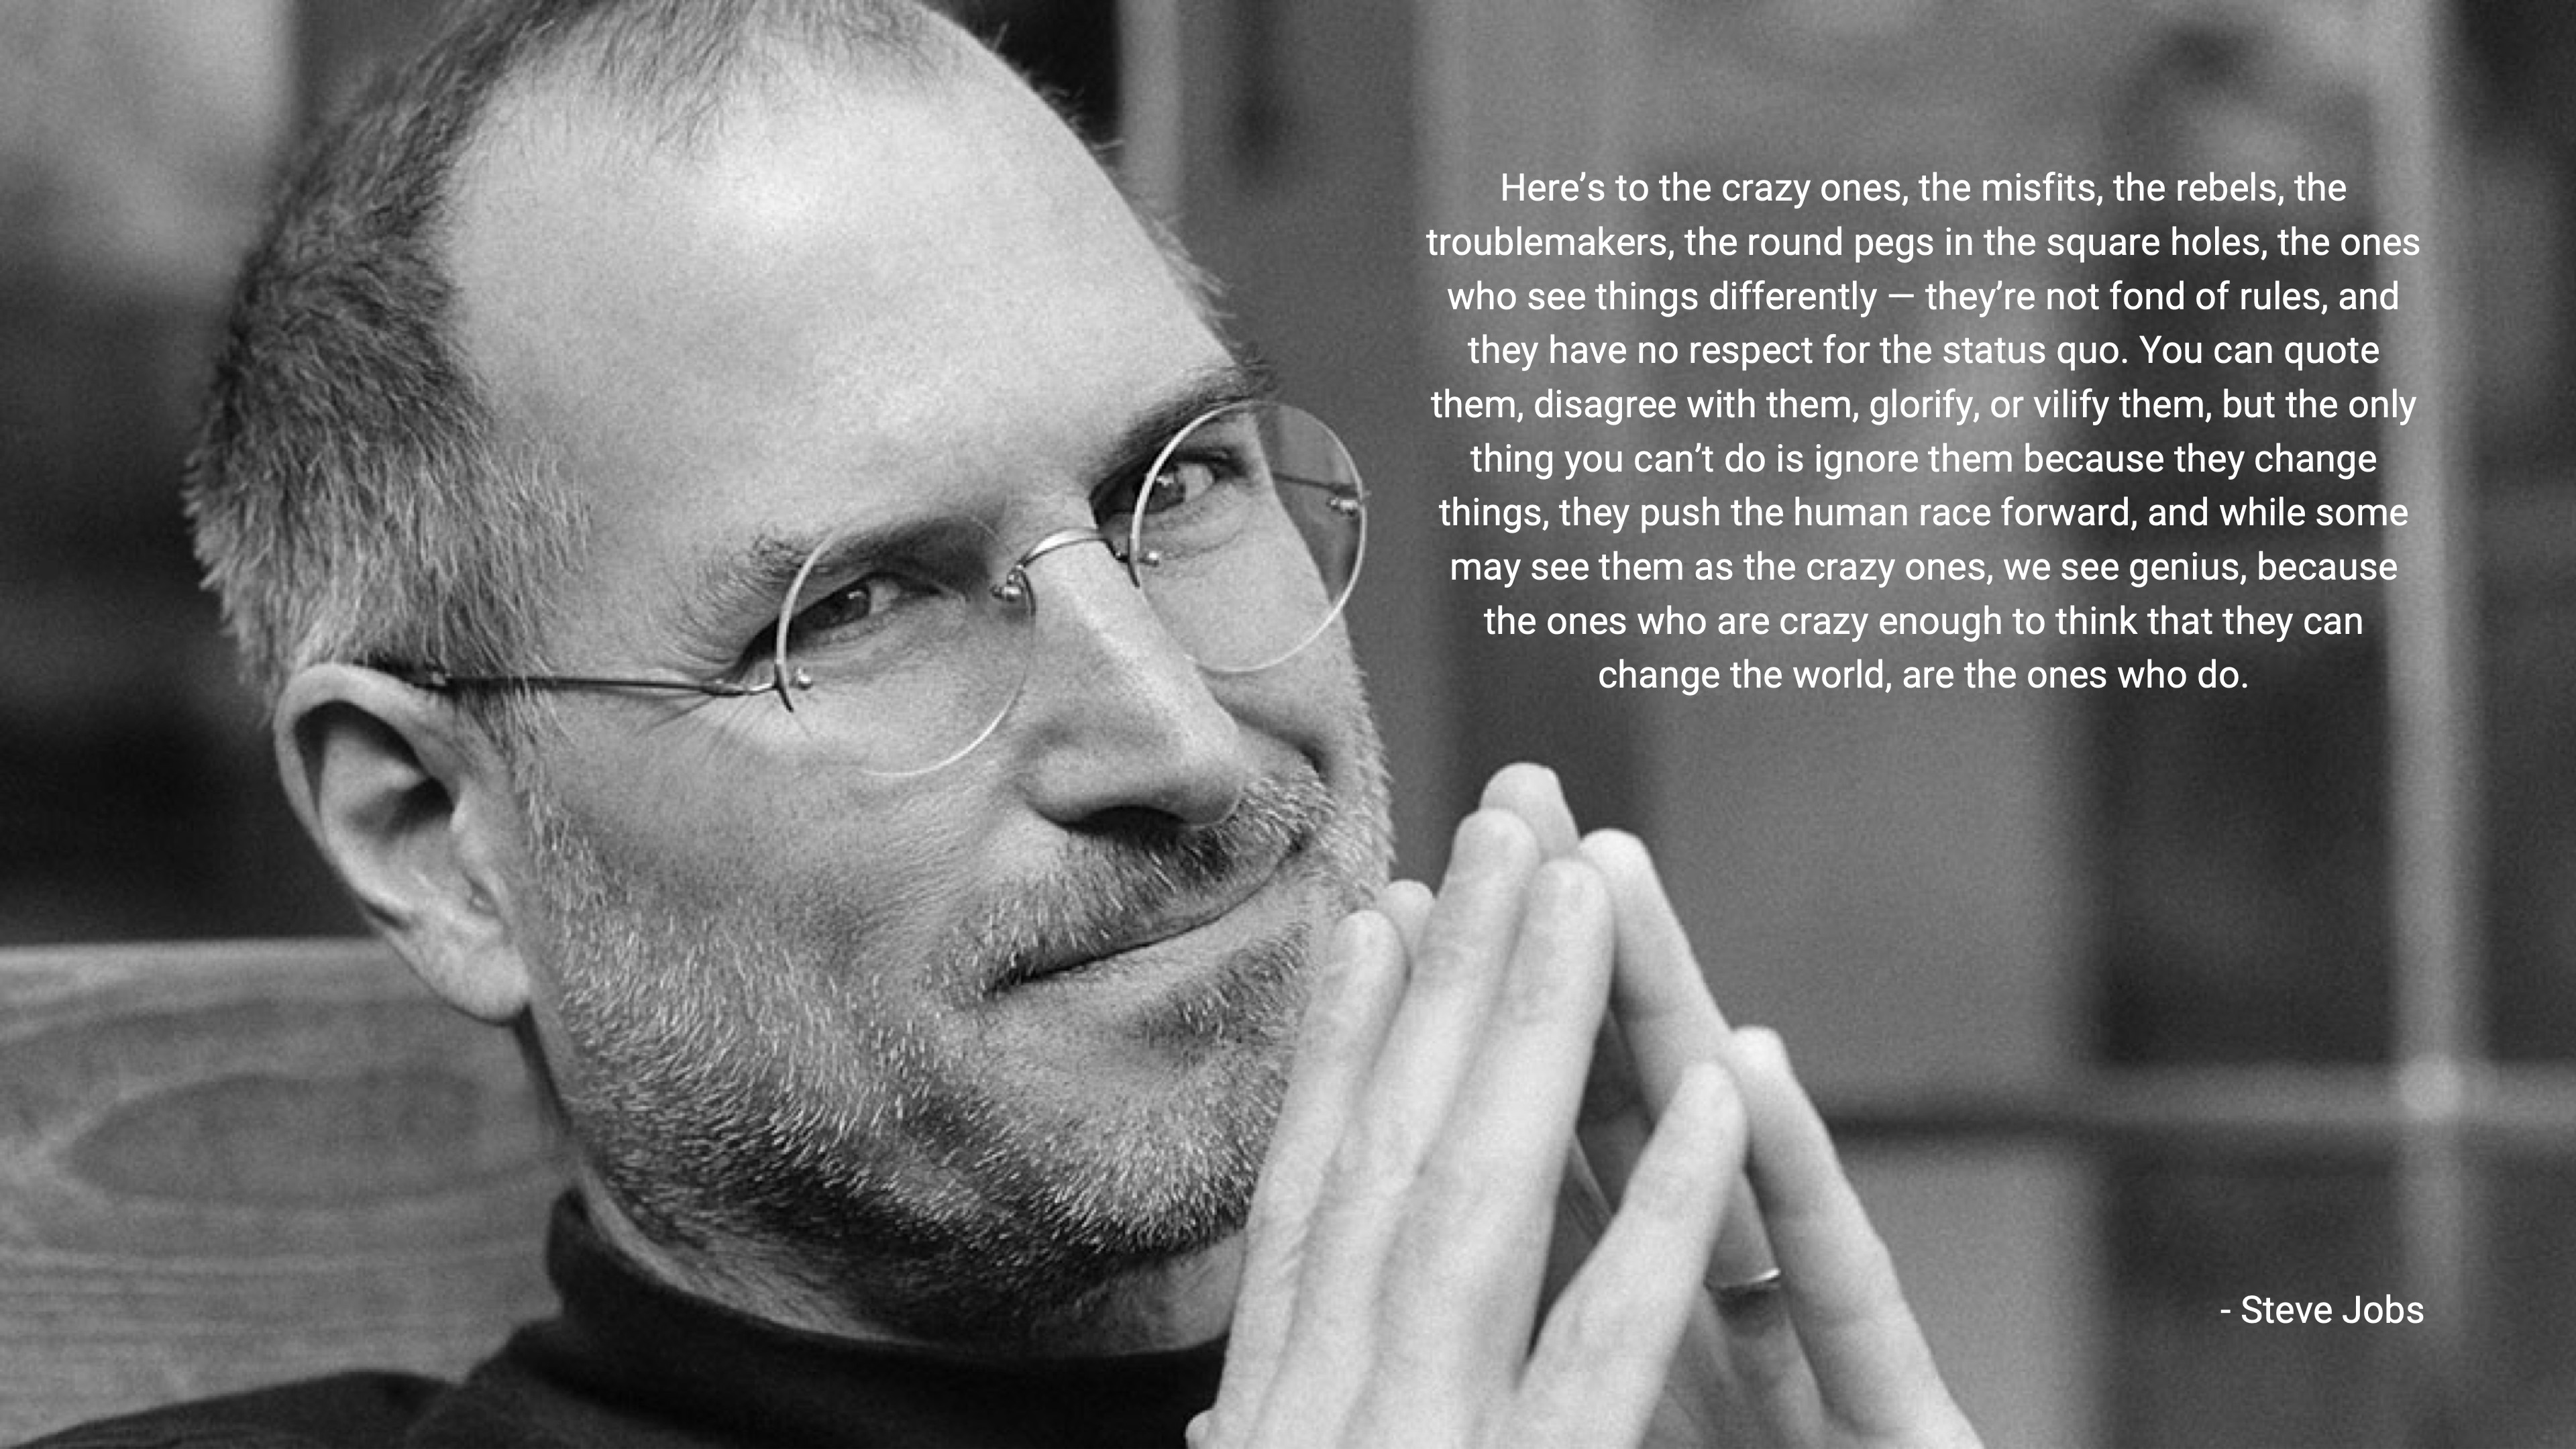 Here’s to the crazy ones, the misfits, the rebels, the
troublemakers, the round pegs in the square holes, the ones
who see things differently — they’re not fond of rules, and
they have no respect for the status quo. You can quote
them, disagree with them, glorify, or vilify them, but the only
thing you can’t do is ignore them because they change
things, they push the human race forward, and while some
may see them as the crazy ones, we see genius, because
the ones who are crazy enough to think that they can
change the world, are the ones who do.
- Steve Jobs